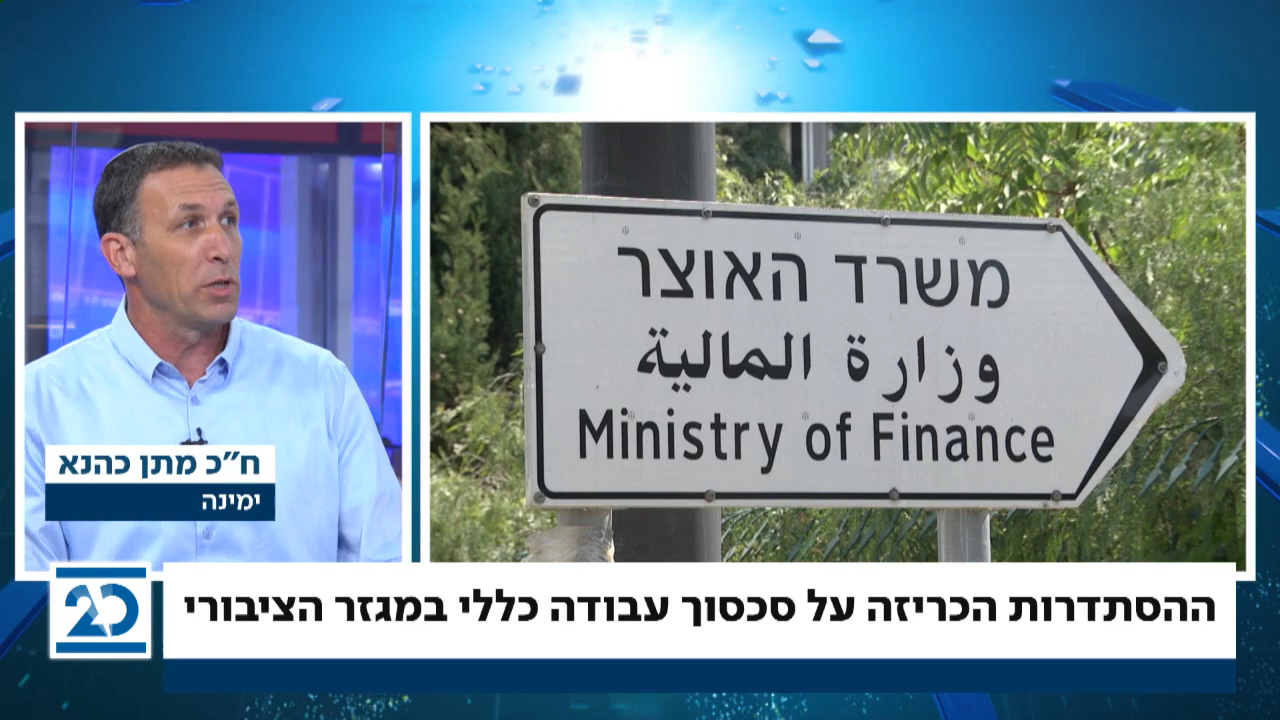 משרד האוצר
وزارة المالية
Ministry of Finance
ח"כ מתן כהנא
ימינה
20
ההסתדרות הכריזה על סכסוך עבודה כללי במגזר הציבורי